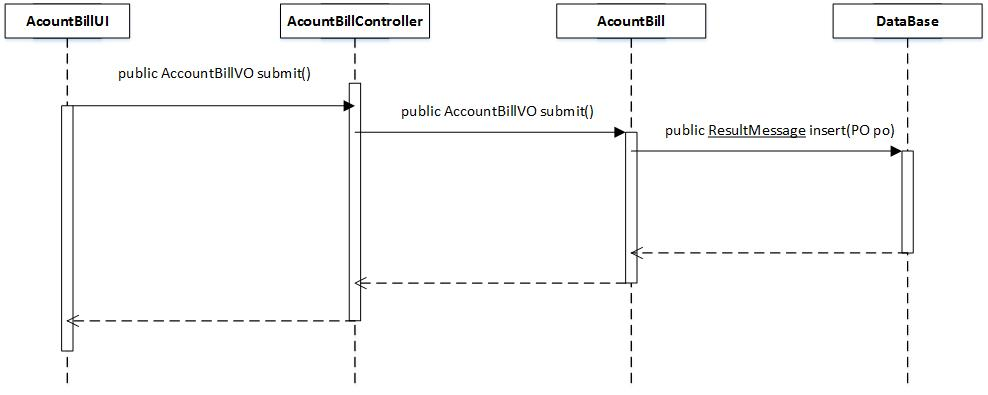 AcountBillUI
AcountBillController
AcountBill
DataBase
public AccountBillVO submit()
public AccountBillVO submit()
public ResultMessage insert(PO po)